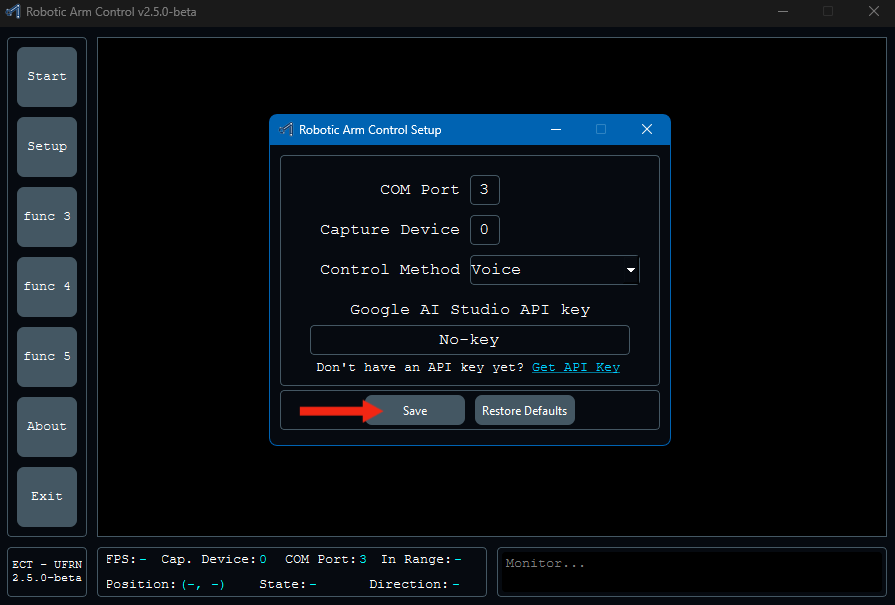 Robotic Arm Control v2.5.0-beta
Start
Setup
func 3
func 4
func 5
About
Exit
Robotic Arm Control Setup
COM Port 3
Capture Device 0
Control Method Voice
Google AI Studio API key
No-key
Don't have an API key yet? Get API Key
Save Restore Defaults
ECT - UFRN
2.5.0-beta
FPS:- Cap. Device:0 COM Port:3 In Range:-
Position:(-, -) State:- Direction:-
Monitor...